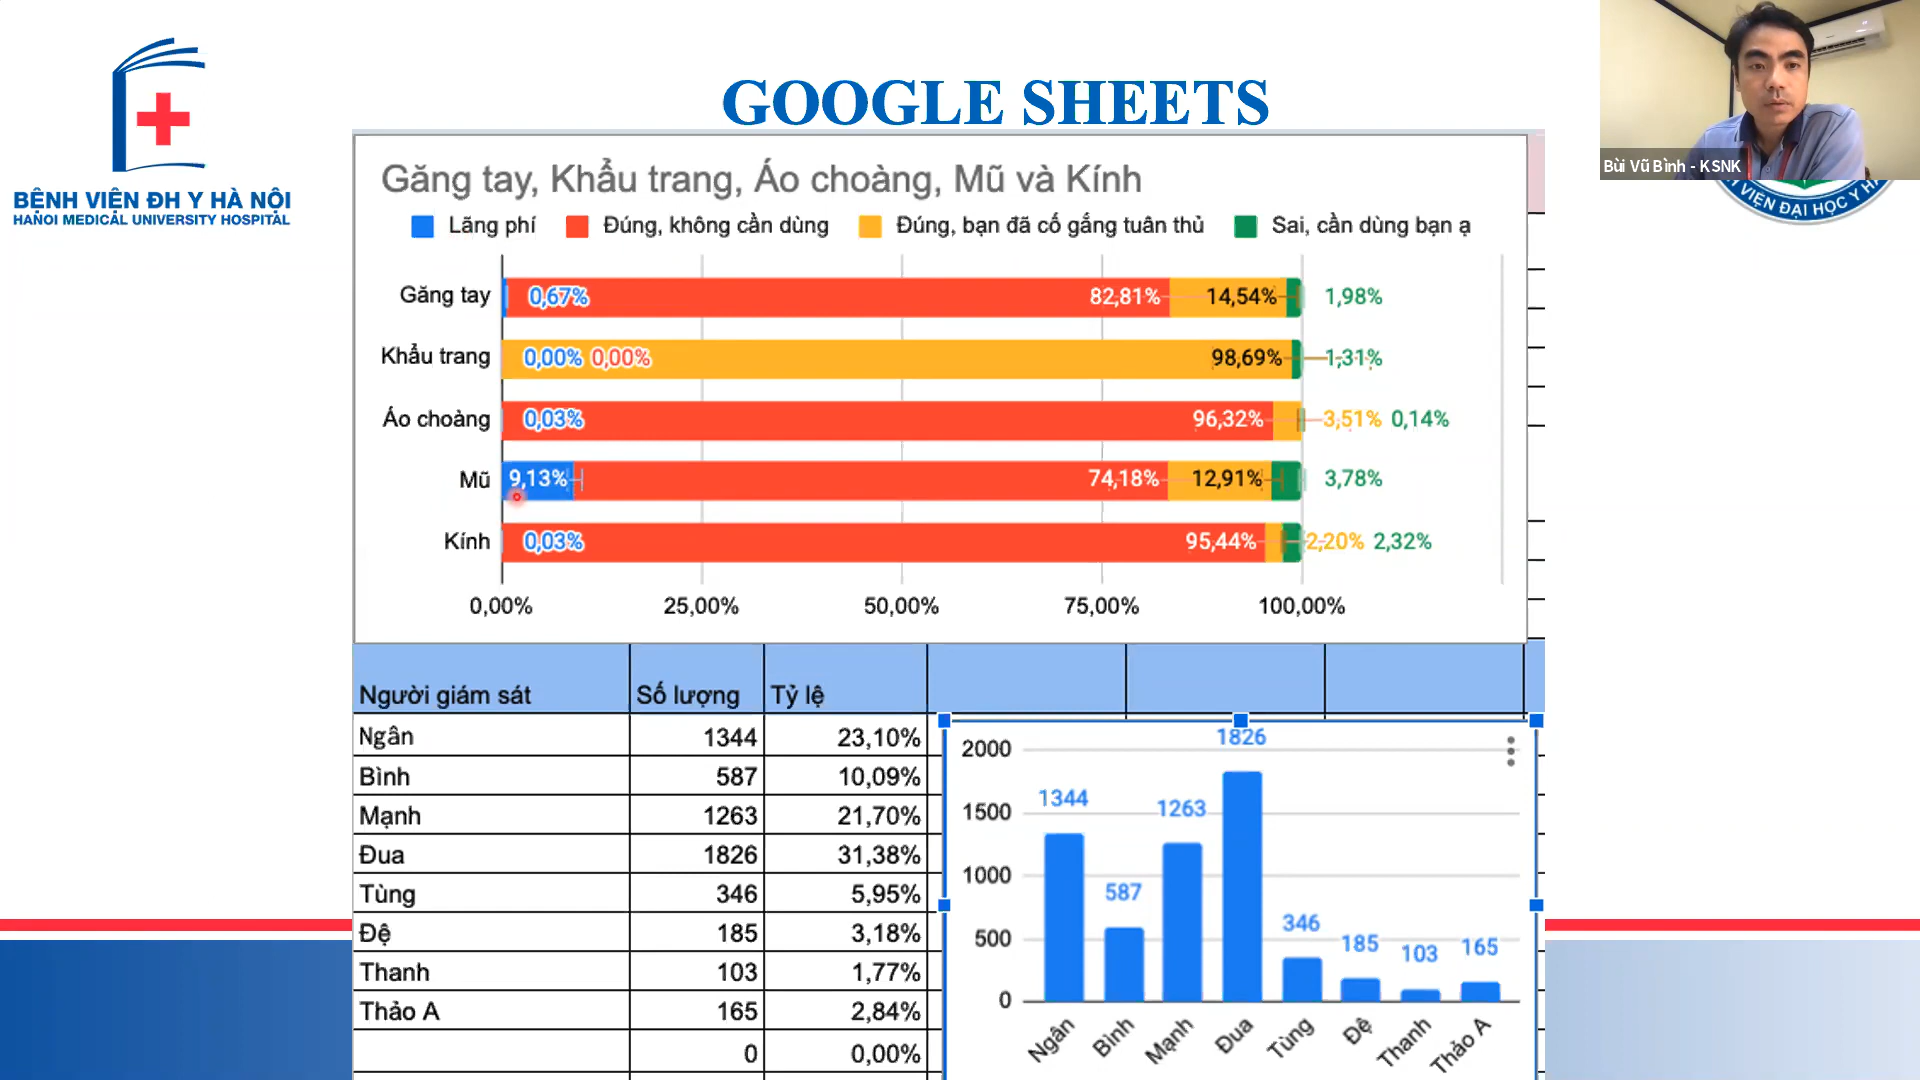 GOOGLE SHEETS
BỆNH VIỆN ĐH Y HÀ NỘI
HANOI MEDICAL UNIVERSITY HOSPITAL
Bùi Vũ Bình - KSNK
VIỆN ĐẠI HỌC Y
Găng tay, Khẩu trang, Áo choàng, Mũ và Kính
Lãng phí Đúng, không cần dùng Đúng, bạn đã cố gắng tuân thủ Sai, cần dùng bạn ạ
Găng tay 0,67% 82,81% 14,54% 1,98%
Khẩu trang 0,00% 0,00% 98,69% 1,31%
Áo choàng 0,03% 96,32% 3,51% 0,14%
Mũ 9,13% 74,18% 12,91% 3,78%
Kính 0,03% 95,44% 2,20% 2,32%
0,00% 25,00% 50,00% 75,00% 100,00%
Người giám sát Số lượng Tỷ lệ
Ngân 1344 23,10%
Bình 587 10,09%
Mạnh 1263 21,70%
Đua 1826 31,38%
Tùng 346 5,95%
Đệ 185 3,18%
Thanh 103 1,77%
Thảo A 165 2,84%
0 0,00%
2000
1500
1000
500
0
1344 587 1263 1826 346 185 103 165
Ngân Bình Mạnh Đua Tùng Đệ Thanh Thảo A